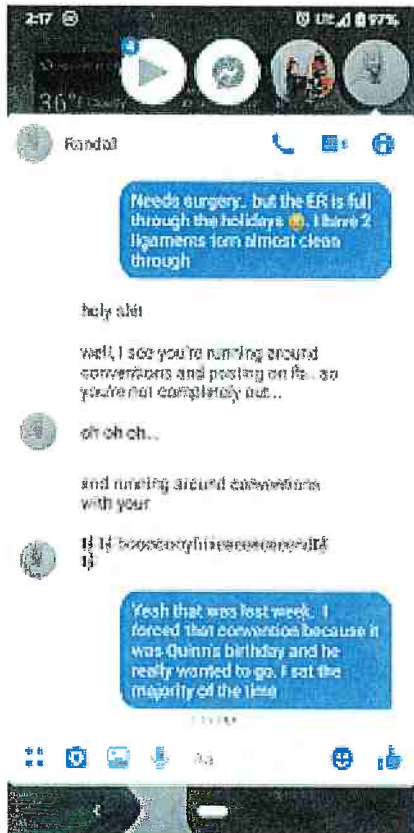 2:17 LTE 97%
4
36°
Randall
Needs surgery.. but the ER is full
through the holidays 😢. I have 2
ligaments torn almost clean
through
holy shit
well, I see you're running around
conventions and posting on fb.. so
you're not completely out...
oh oh oh...
and running around conventions
with your
Yeah that was last week. I
forced that convention because it
was Quinn's birthday and he
really wanted to go. I sat the
majority of the time
Aa